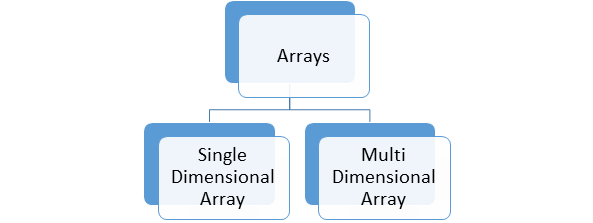 Arrays
Single
Dimensional
Array
Multi
Dimensional
Array